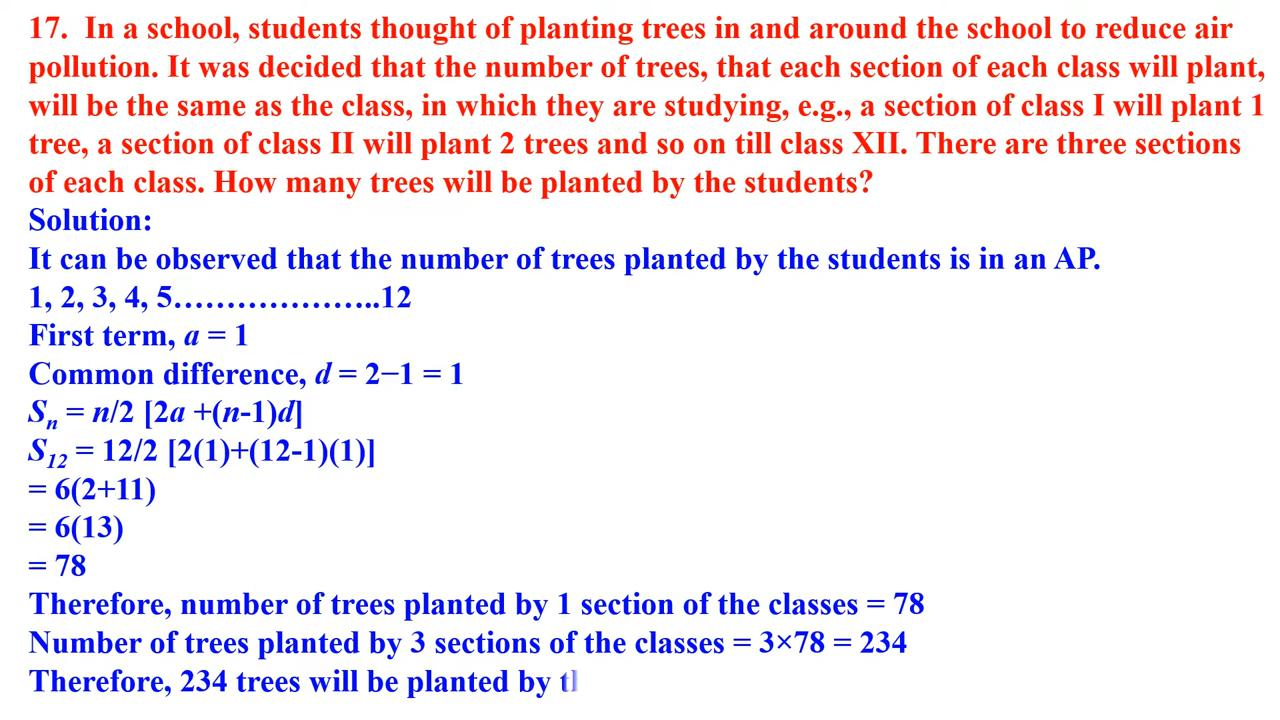 17.  In a school, students thought of planting trees in and around the school to reduce air
pollution. It was decided that the number of trees, that each section of each class will plant,
will be the same as the class, in which they are studying, e.g., a section of class I will plant 1
tree, a section of class II will plant 2 trees and so on till class XII. There are three sections
of each class. How many trees will be planted by the students?
Solution:
It can be observed that the number of trees planted by the students is in an AP.
1, 2, 3, 4, 5…………………..12
First term, a = 1
Common difference, d = 2−1 = 1
Sn = n/2 [2a +(n-1)d]
S12 = 12/2 [2(1)+(12-1)(1)]
= 6(2+11)
= 6(13)
= 78
Therefore, number of trees planted by 1 section of the classes = 78
Number of trees planted by 3 sections of the classes = 3×78 = 234
Therefore, 234 trees will be planted by